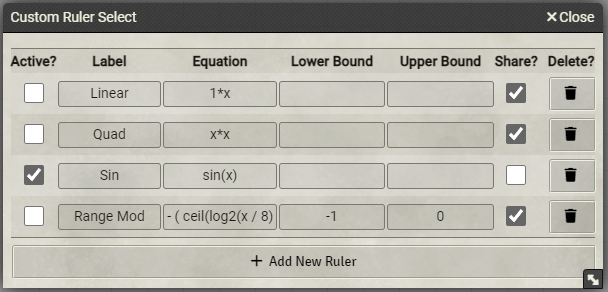 Custom Ruler Select ×Close
Active? Label Equation Lower Bound Upper Bound Share? Delete?
Linear 1*x
Quad x*x
Sin sin(x)
Range Mod - ( ceil(log2(x / 8) -1 0
+ Add New Ruler